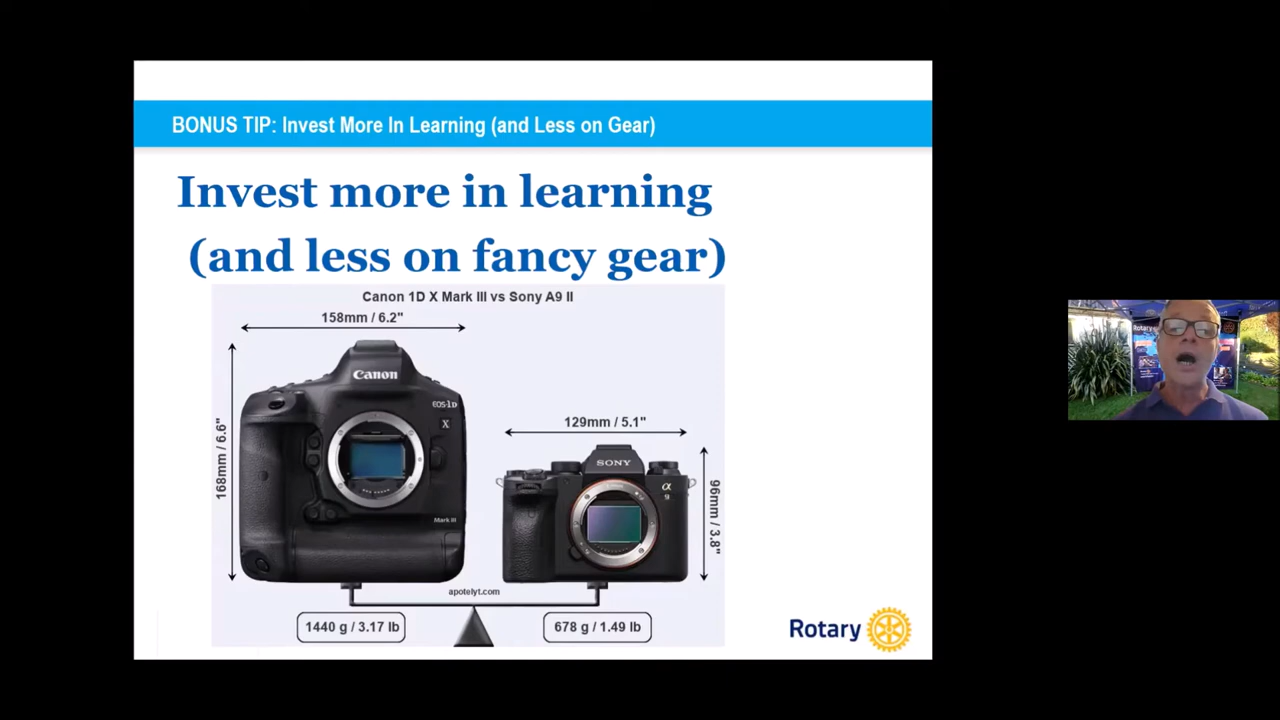 BONUS TIP: Invest More In Learning (and Less on Gear)
Invest more in learning
(and less on fancy gear)
Canon 1D X Mark III vs Sony A9 II
158mm / 6.2"
168mm / 6.6"
Canon
EOS-1D
X
Mark III
129mm / 5.1"
96mm / 3.8"
SONY
α
9
apotelyt.com
1440 g / 3.17 lb
678 g / 1.49 lb
Rotary
Rotary